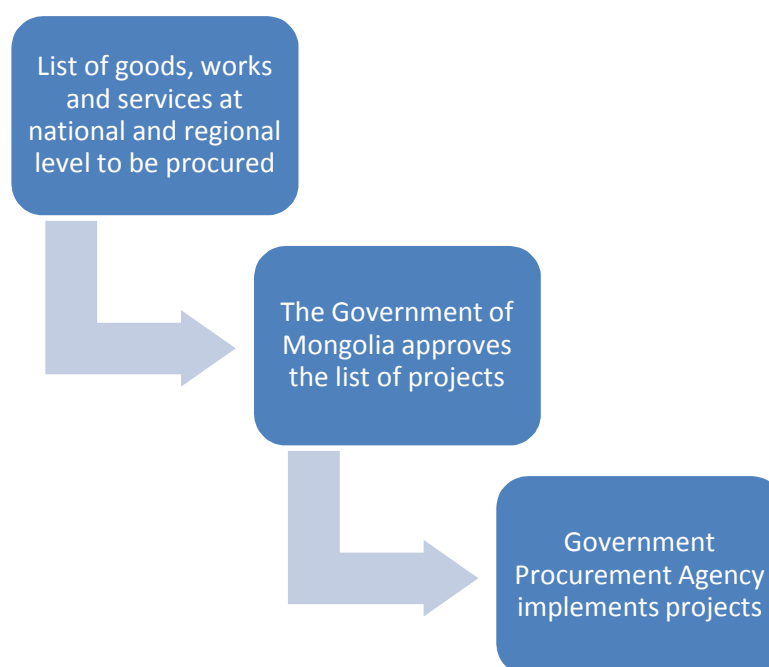 List of goods, works
and services at
national and regional
level to be procured
The Government of
Mongolia approves
the list of projects
Government
Procurement Agency
implements projects